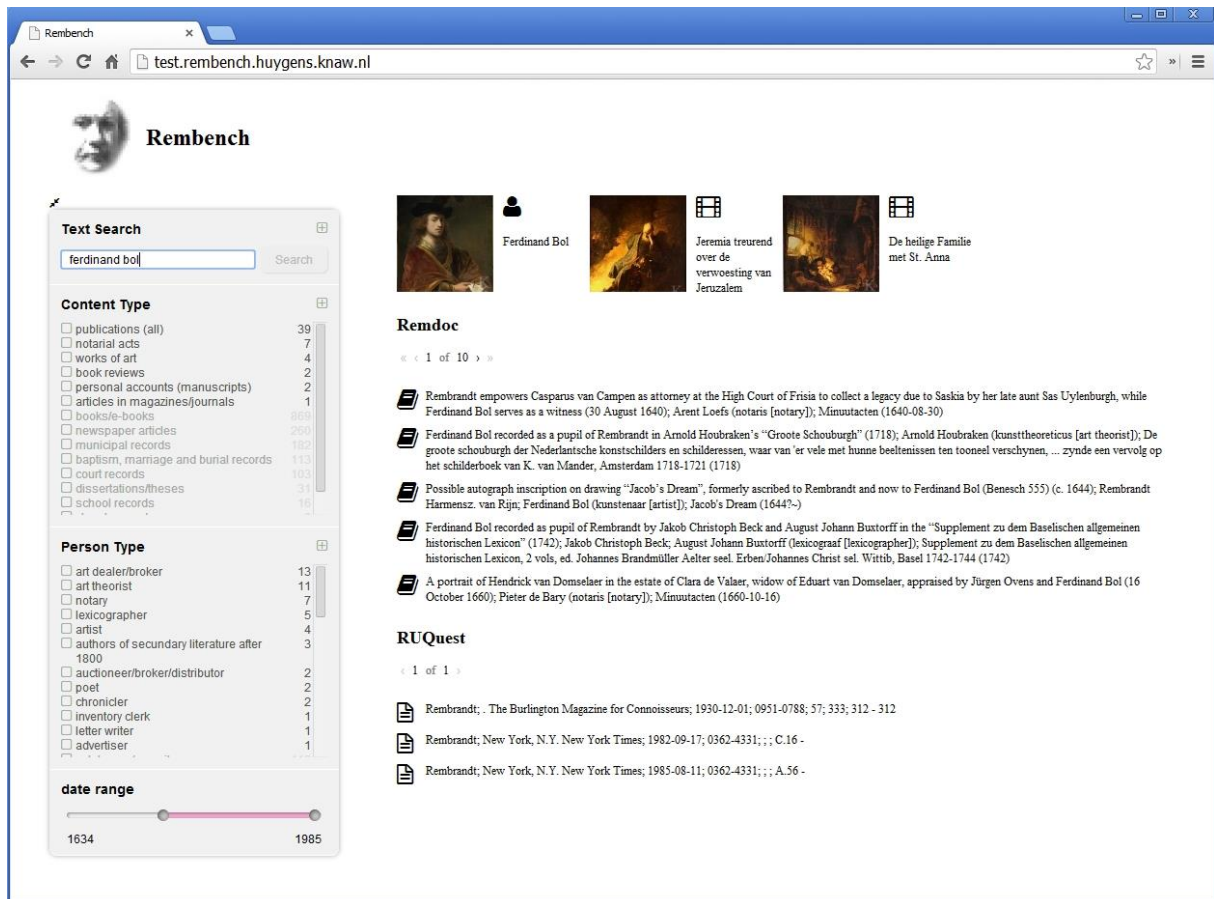 Rembench
test.rembench.huygens.knaw.nl
Rembench
Text Search
ferdinand bol
Search
Content Type
publications (all) 39
notarial acts 7
works of art 4
book reviews 2
personal accounts (manuscripts) 2
articles in magazines/journals 1
books/e-books 869
newspaper articles 260
municipal records 182
baptism, marriage and burial records 113
court records 103
dissertations/theses 31
school records 16
Person Type
art dealer/broker 13
art theorist 11
notary 7
lexicographer 5
artist 4
authors of secundary literature after 3
1800
auctioneer/broker/distributor 2
poet 2
chronicler 2
inventory clerk 1
letter writer 1
advertiser 1
date range
1634 1985
Ferdinand Bol
Jeremia treurend
over de
verwoesting van
Jeruzalem
De heilige Familie
met St. Anna
Remdoc
« ‹ 1 of 10 › »
Rembrandt empowers Casparus van Campen as attorney at the High Court of Frisia to collect a legacy due to Saskia by her late aunt Sas Uylenburgh, while
Ferdinand Bol serves as a witness (30 August 1640); Arent Loefs (notaris [notary]); Minuutacten (1640-08-30)
Ferdinand Bol recorded as a pupil of Rembrandt in Arnold Houbraken's “Groote Schouburgh” (1718); Arnold Houbraken (kunsttheoreticus [art theorist]); De
groote schouburgh der Nederlantsche konstschilders en schilderessen, waar van 'er vele met hunne beeltenissen ten tooneel verschynen, ... zynde een vervolg op
het schilderboek van K. van Mander, Amsterdam 1718-1721 (1718)
Possible autograph inscription on drawing “Jacob's Dream”, formerly ascribed to Rembrandt and now to Ferdinand Bol (Benesch 555) (c. 1644); Rembrandt
Harmensz. van Rijn; Ferdinand Bol (kunstenaar [artist]); Jacob's Dream (1644?~)
Ferdinand Bol recorded as pupil of Rembrandt by Jakob Christoph Beck and August Johann Buxtorff in the “Supplement zu dem Baselischen allgemeinen
historischen Lexicon” (1742); Jakob Christoph Beck; August Johann Buxtorff (lexicograaf [lexicographer]); Supplement zu dem Baselischen allgemeinen
historischen Lexicon, 2 vols, ed. Johannes Brandmüller Aelter seel. Erben/Johannes Christ sel. Wittib, Basel 1742-1744 (1742)
A portrait of Hendrick van Domselaer in the estate of Clara de Valaer, widow of Eduart van Domselaer, appraised by Jürgen Ovens and Ferdinand Bol (16
October 1660); Pieter de Bary (notaris [notary]); Minuutacten (1660-10-16)
RUQuest
‹ 1 of 1 ›
Rembrandt; . The Burlington Magazine for Connoisseurs; 1930-12-01; 0951-0788; 57; 333; 312 - 312
Rembrandt; New York, N.Y. New York Times; 1982-09-17; 0362-4331; ; ; C.16 -
Rembrandt; New York, N.Y. New York Times; 1985-08-11; 0362-4331; ; ; A.56 -